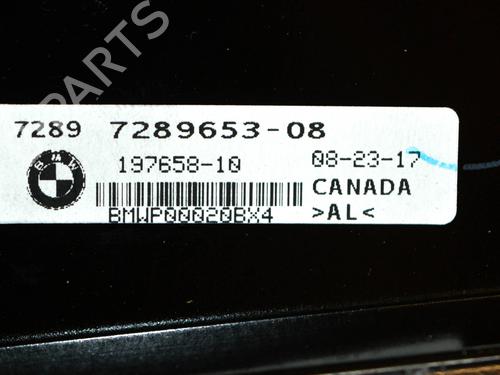 7289 7289653-08
BMW 197658-10 08-23-17
CANADA
BMWP00020BX4 >AL<
B-PARTS